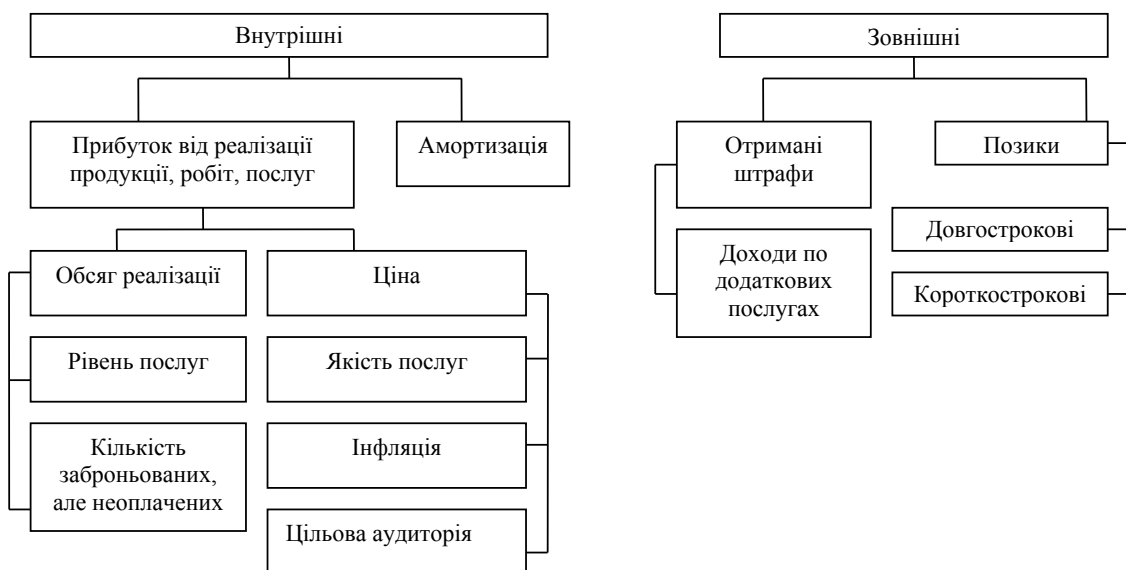 Внутрішні
Прибуток від реалізації
продукції, робіт, послуг
Амортизація
Обсяг реалізації
Ціна
Рівень послуг
Якість послуг
Кількість
заброньованих,
але неоплачених
Інфляція
Цільова аудиторія
Зовнішні
Отримані
штрафи
Позики
Доходи по
додаткових
послугах
Довгострокові
Короткострокові